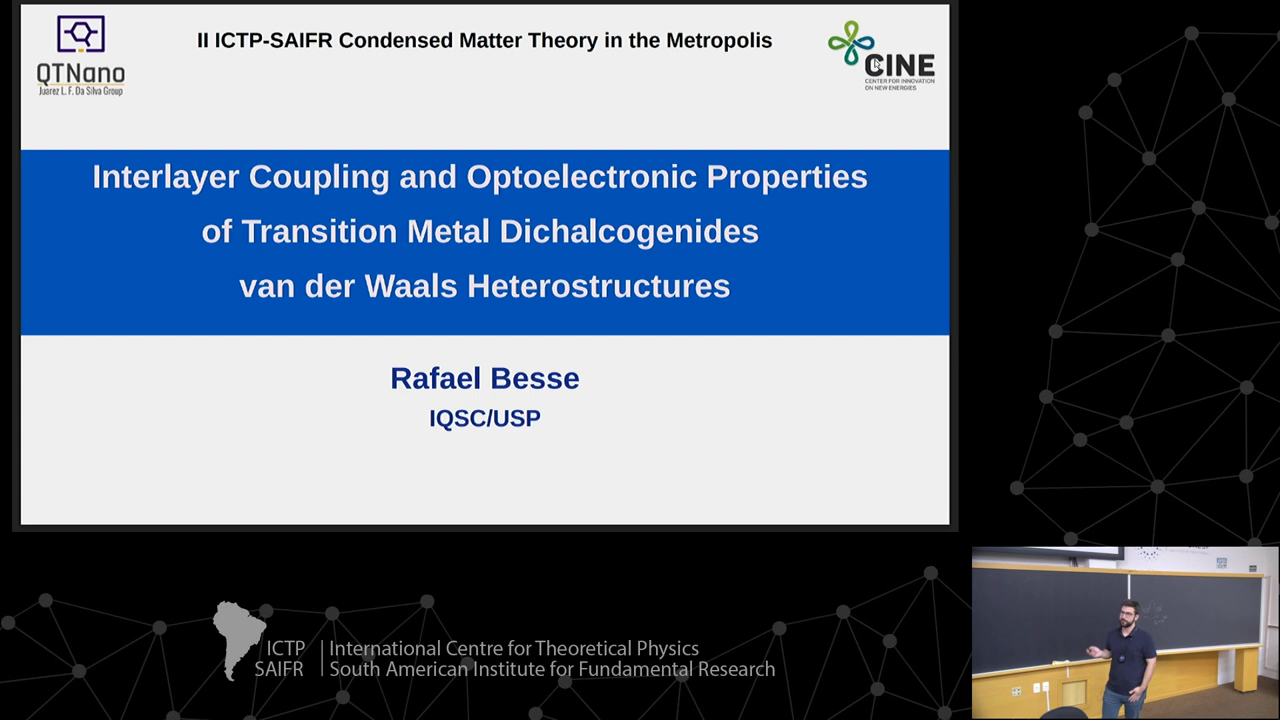 QTNano
Juarez L. F. Da Silva Group
II ICTP-SAIFR Condensed Matter Theory in the Metropolis
CINE
CENTER FOR INNOVATION
ON NEW ENERGIES
Interlayer Coupling and Optoelectronic Properties
of Transition Metal Dichalcogenides
van der Waals Heterostructures
Rafael Besse
IQSC/USP
ICTP
SAIFR
International Centre for Theoretical Physics
South American Institute for Fundamental Research